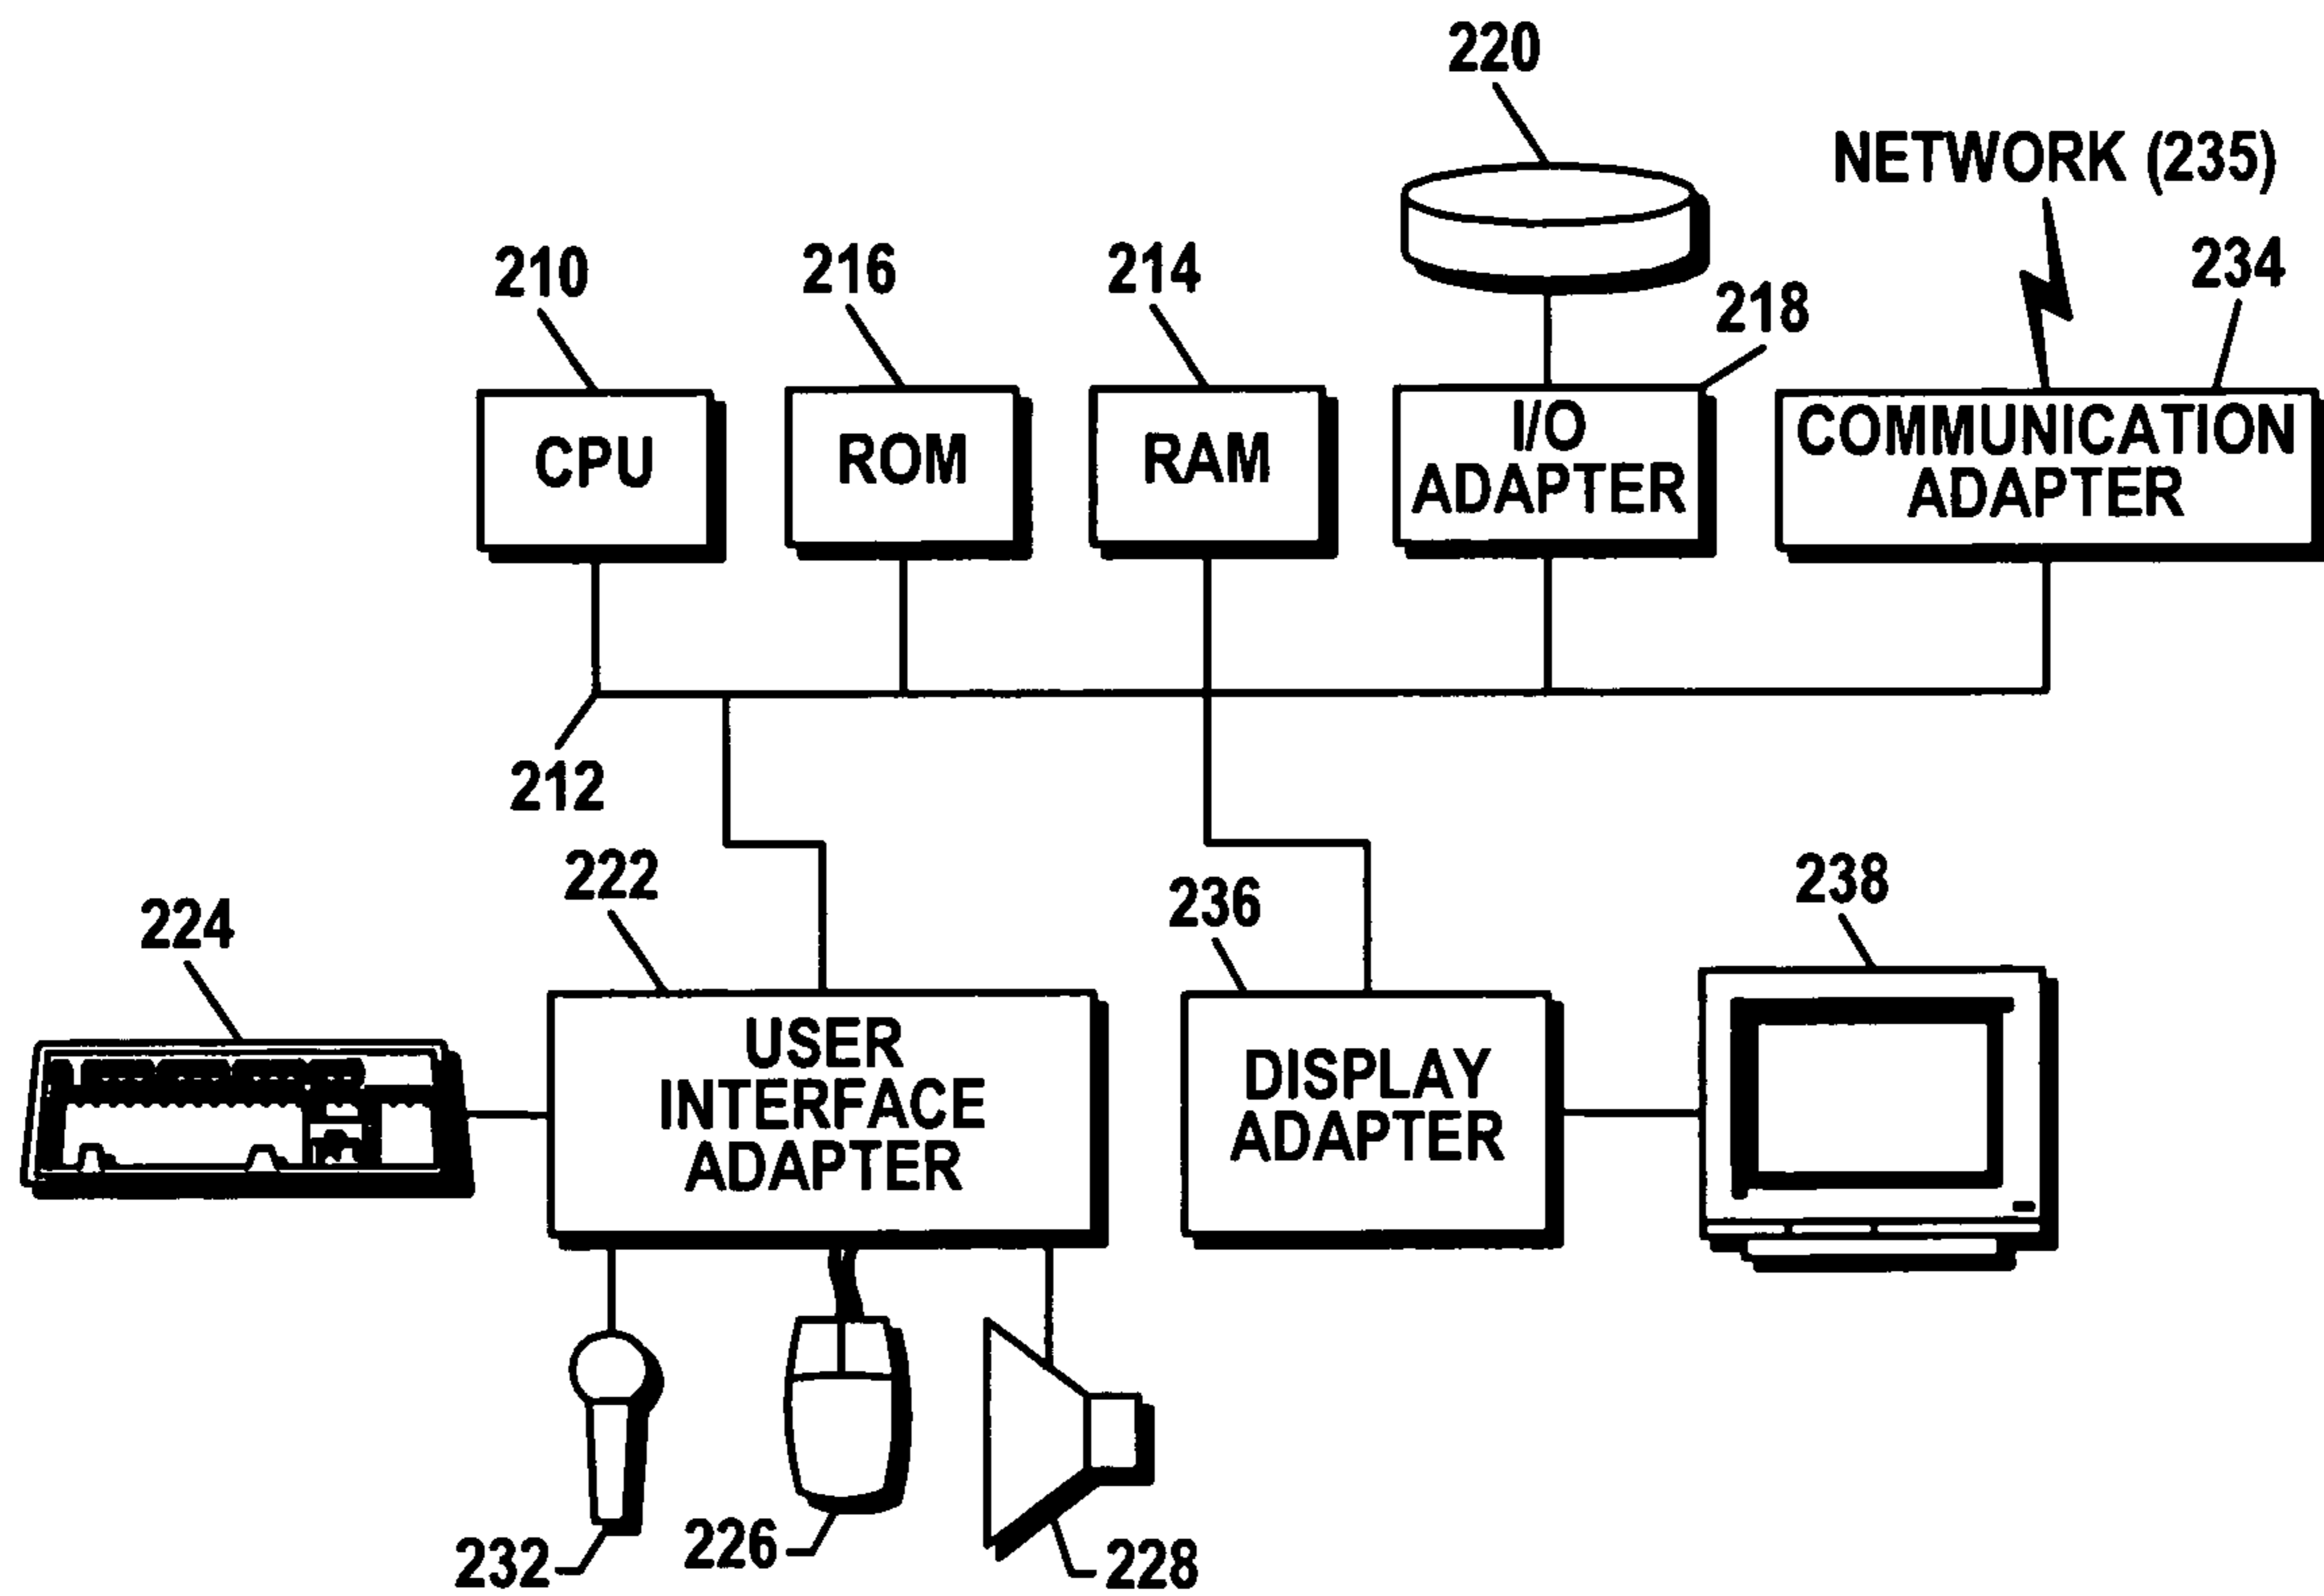 220
NETWORK (235)
210
216
214
218
234
CPU
ROM
RAM
I/O
ADAPTER
COMMUNICATION
ADAPTER
212
222
236
238
224
USER
INTERFACE
ADAPTER
DISPLAY
ADAPTER
232
226
228